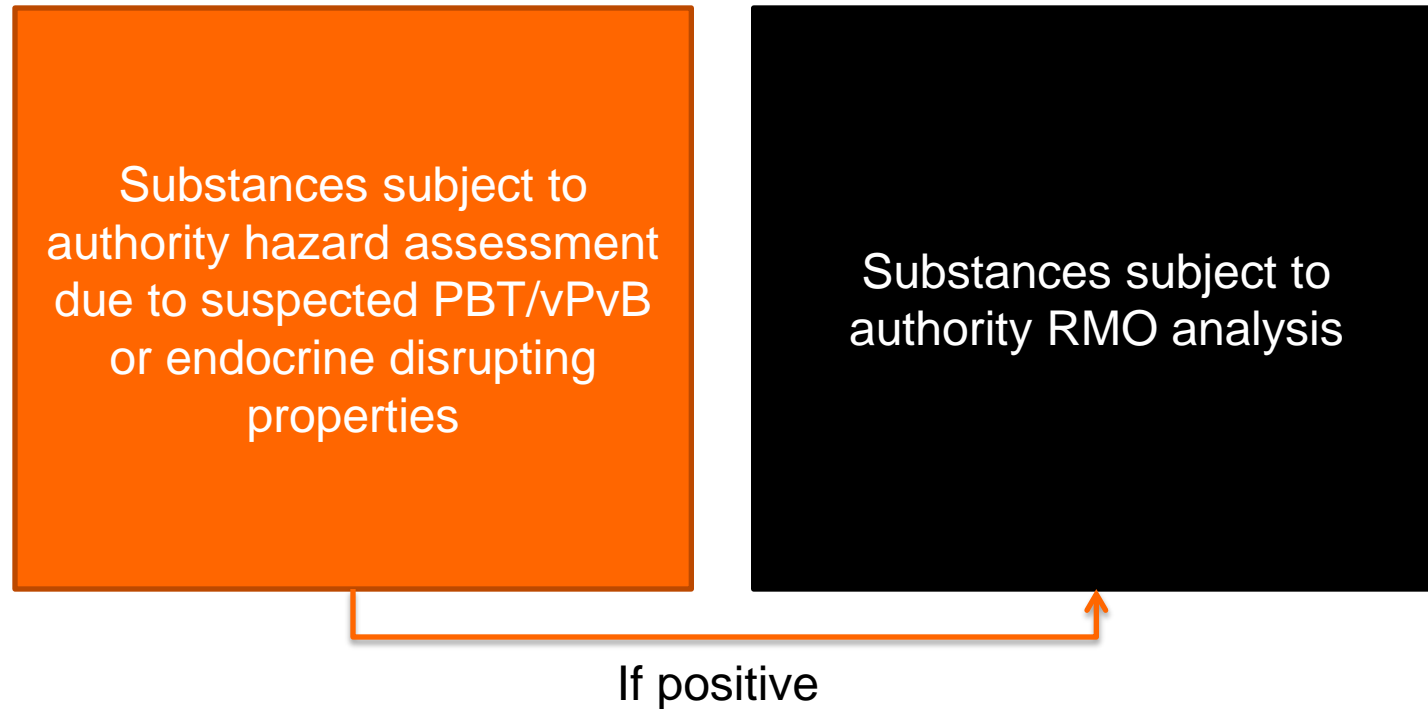 Substances subject to
authority hazard assessment
due to suspected PBT/vPvB
or endocrine disrupting
properties
Substances subject to
authority RMO analysis
If positive